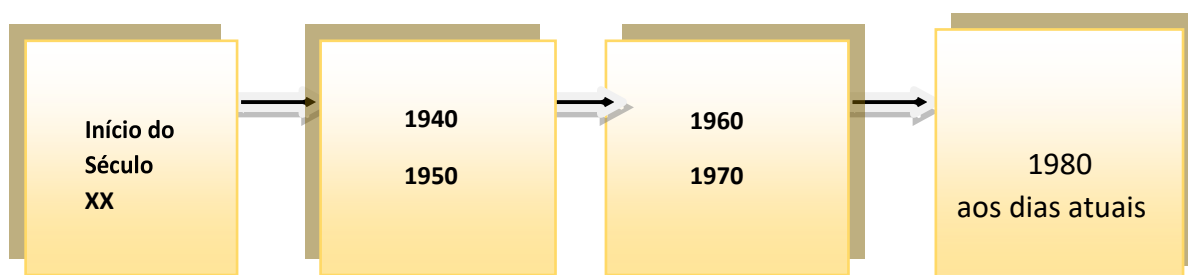 Início do
Século
XX
1940
1950
1960
1970
1980
aos dias atuais